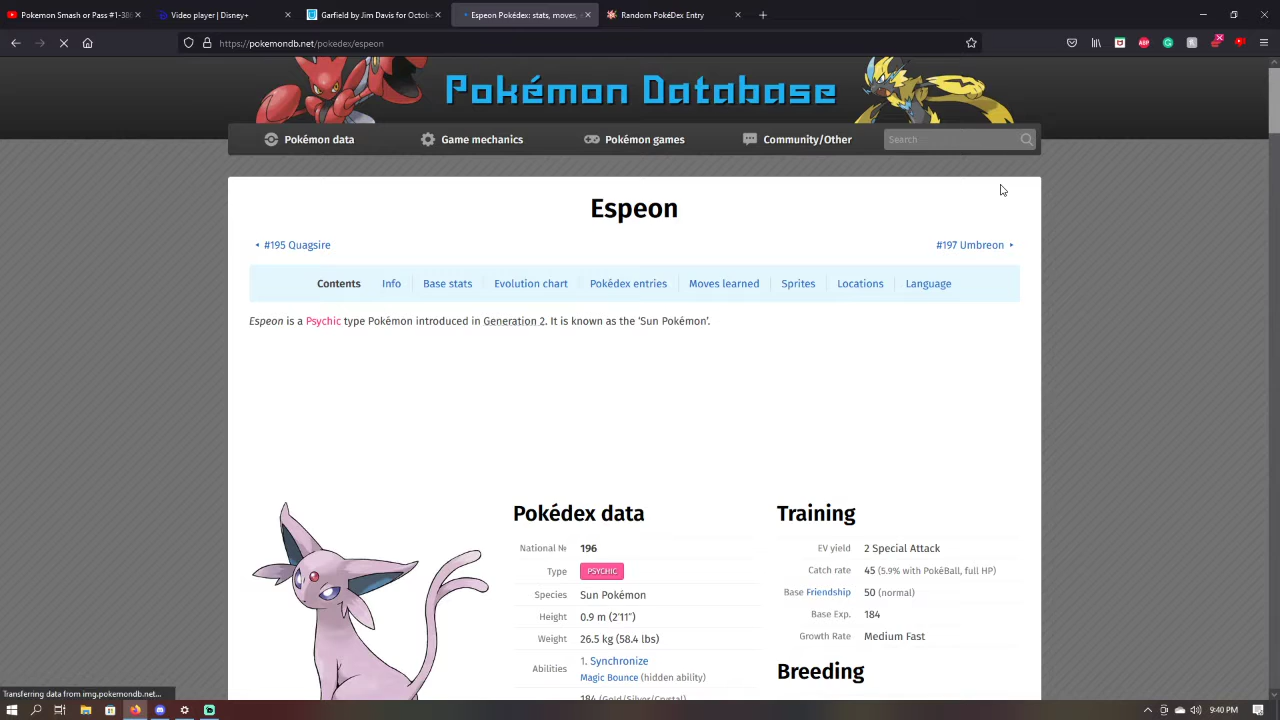 Pokémon Smash or Pass #1-38
Video player | Disney+
Garfield by Jim Davis for Octobe
Espeon Pokédex: stats, moves,
Random PokéDex Entry
https://pokemondb.net/pokedex/espeon
Pokémon Database
Pokémon data
Game mechanics
Pokémon games
Community/Other
Search
Espeon
#195 Quagsire
#197 Umbreon
Contents
Info
Base stats
Evolution chart
Pokédex entries
Moves learned
Sprites
Locations
Language
Espeon is a Psychic type Pokémon introduced in Generation 2. It is known as the ‘Sun Pokémon’.
Pokédex data
National № 196
Type PSYCHIC
Species Sun Pokémon
Height 0.9 m (2′11″)
Weight 26.5 kg (58.4 lbs)
Abilities 1. Synchronize
Magic Bounce (hidden ability)
184 (Gold/Silver/Crystal)
Training
EV yield 2 Special Attack
Catch rate 45 (5.9% with PokéBall, full HP)
Base Friendship 50 (normal)
Base Exp. 184
Growth Rate Medium Fast
Breeding
Transferring data from img.pokemondb.net...
9:40 PM